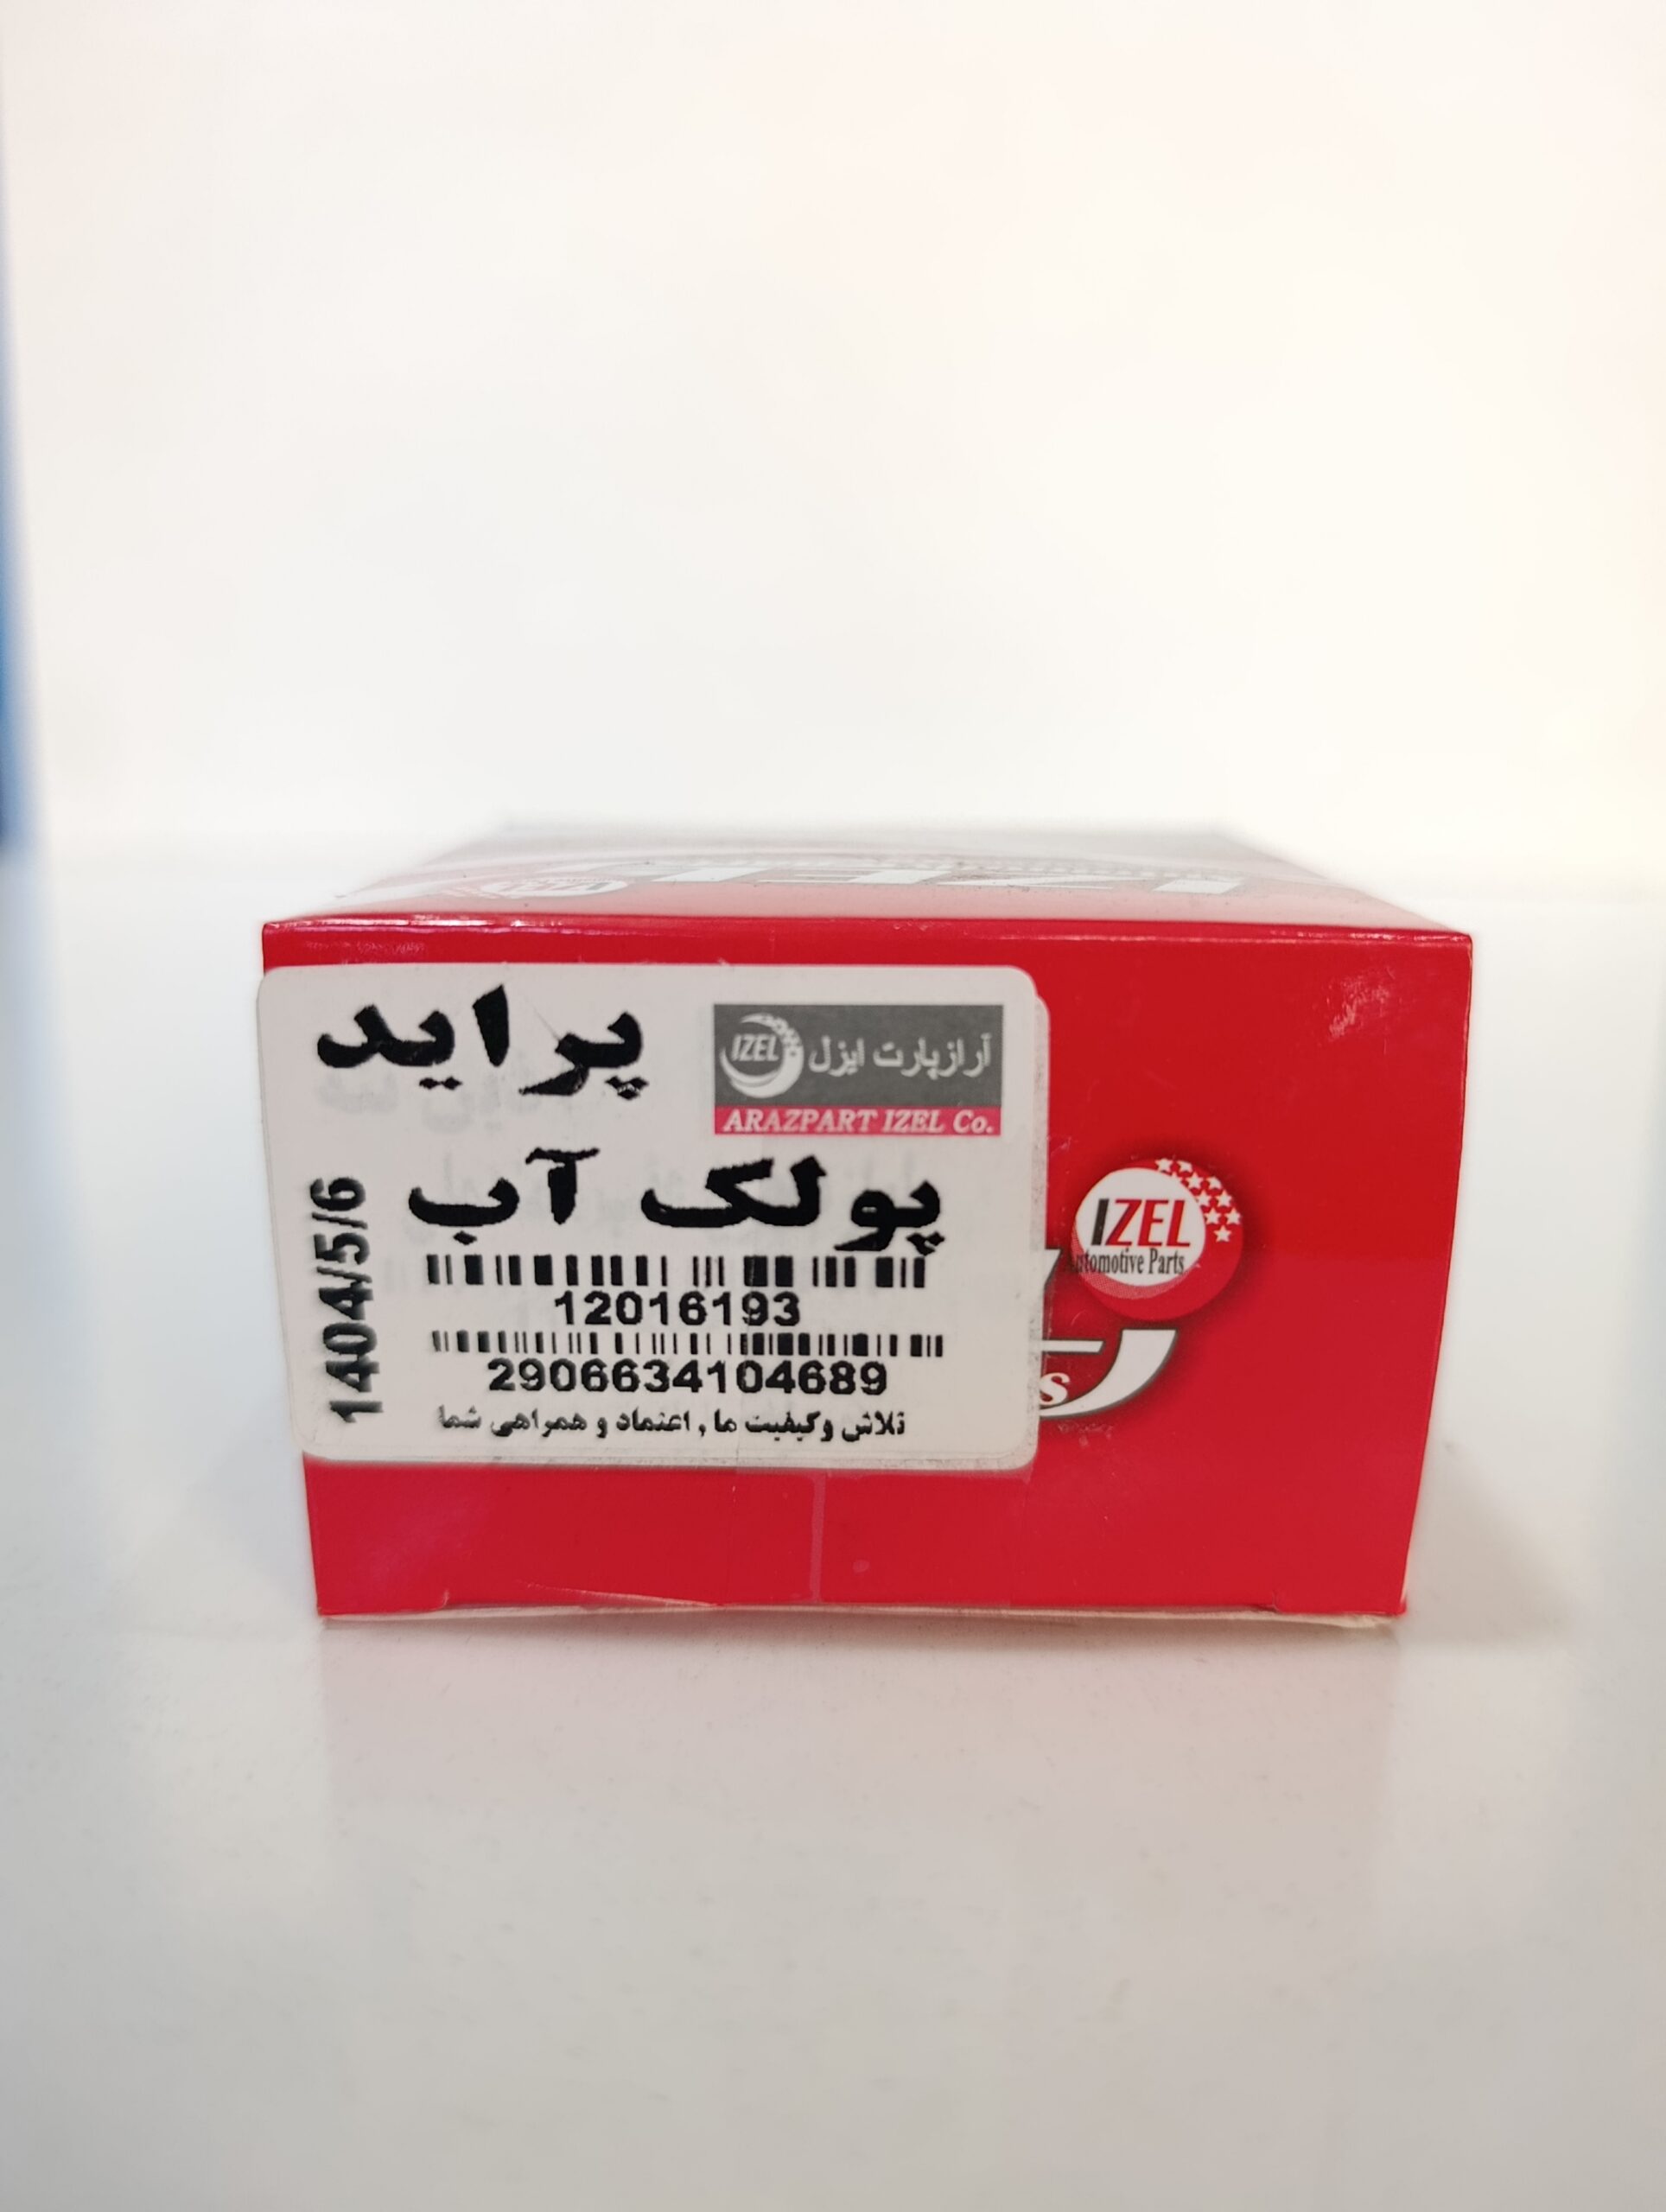 پراید
آرازپارت ایزل
IZEL
ARAZPART IZEL Co.
پولک آب
1404/5/6
12016193
2906634104689
تلاش وکیفیت ما , اعتماد و همراهی شما
IZEL
Automotive Parts
s
IZEL